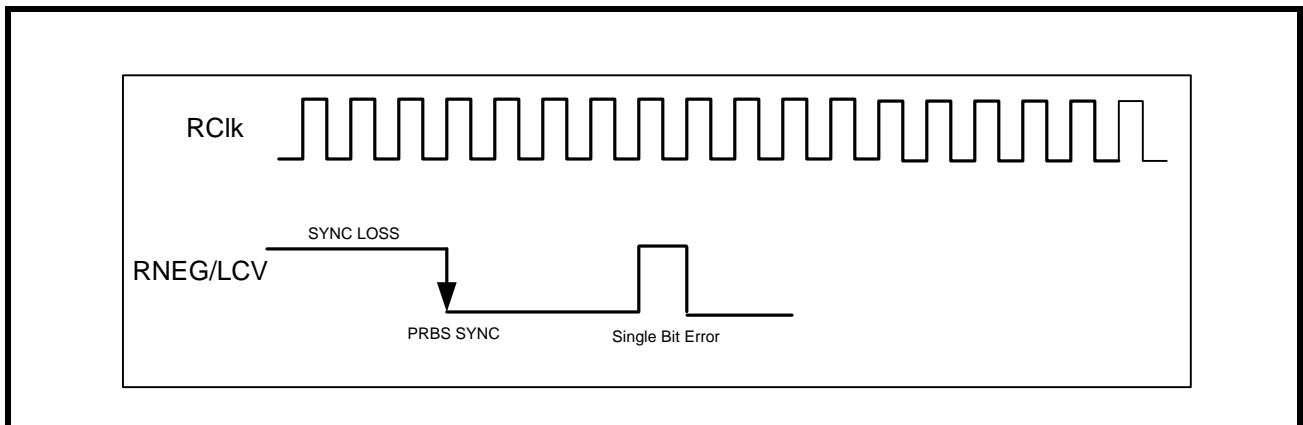 RClk
SYNC LOSS
RNEG/LCV
PRBS SYNC
Single Bit Error